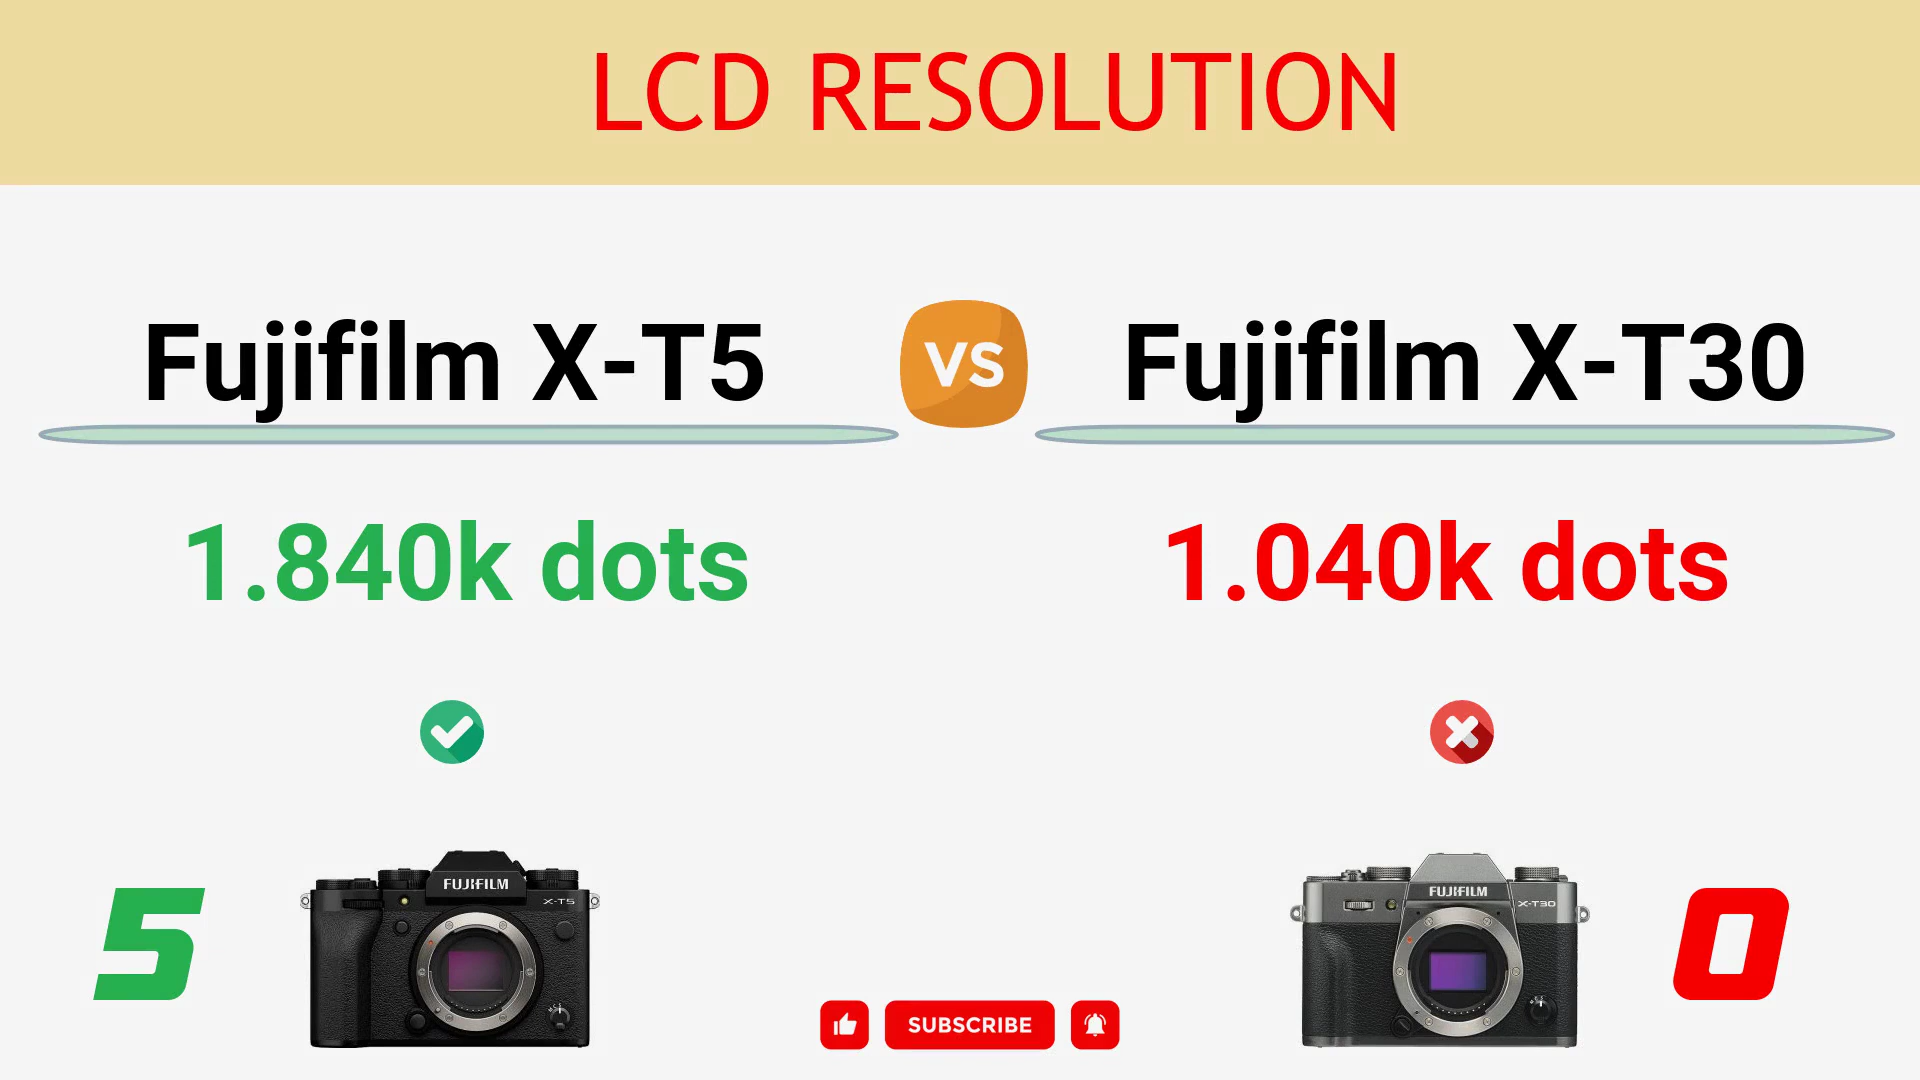 LCD RESOLUTION
Fujifilm X-T5
VS
Fujifilm X-T30
1.840k dots
1.040k dots
5
FUJIFILM
X-T5
SUBSCRIBE
FUJIFILM
X-T30
0